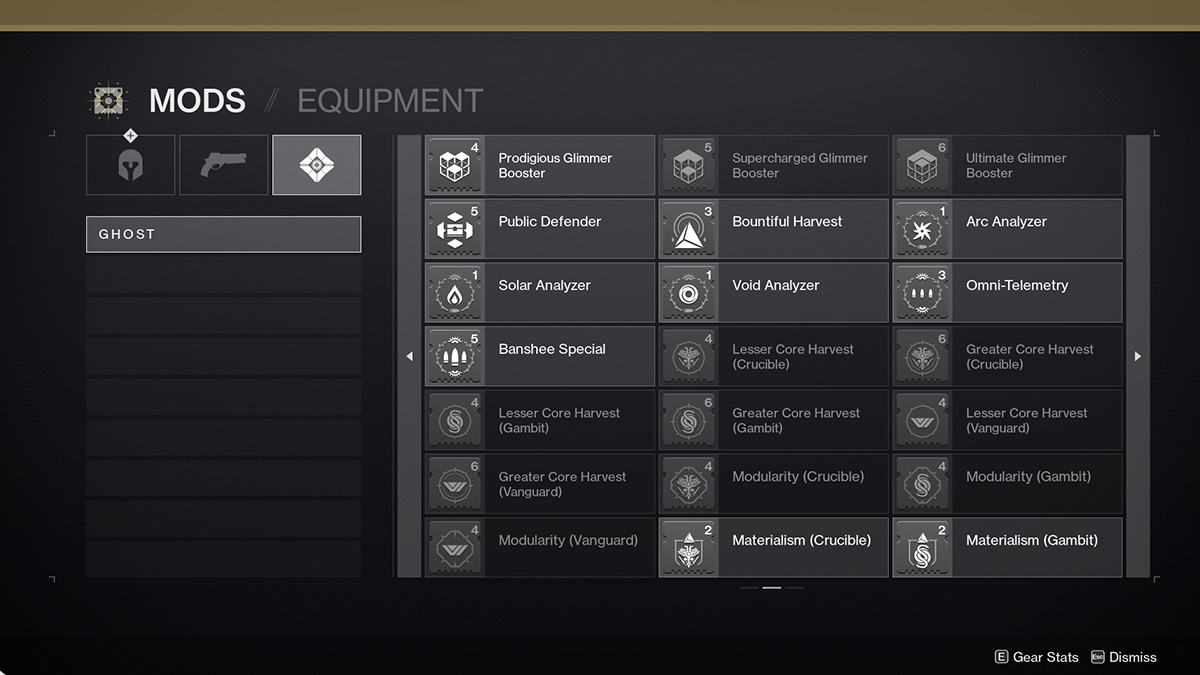 MODS // EQUIPMENT
GHOST
4 Prodigious Glimmer
Booster
5 Supercharged Glimmer
Booster
6 Ultimate Glimmer
Booster
5 Public Defender
3 Bountiful Harvest
1 Arc Analyzer
1 Solar Analyzer
1 Void Analyzer
3 Omni-Telemetry
5 Banshee Special
4 Lesser Core Harvest
(Crucible)
6 Greater Core Harvest
(Crucible)
4 Lesser Core Harvest
(Gambit)
6 Greater Core Harvest
(Gambit)
4 Lesser Core Harvest
(Vanguard)
6 Greater Core Harvest
(Vanguard)
4 Modularity (Crucible)
4 Modularity (Gambit)
4 Modularity (Vanguard)
2 Materialism (Crucible)
2 Materialism (Gambit)
E Gear Stats Esc Dismiss